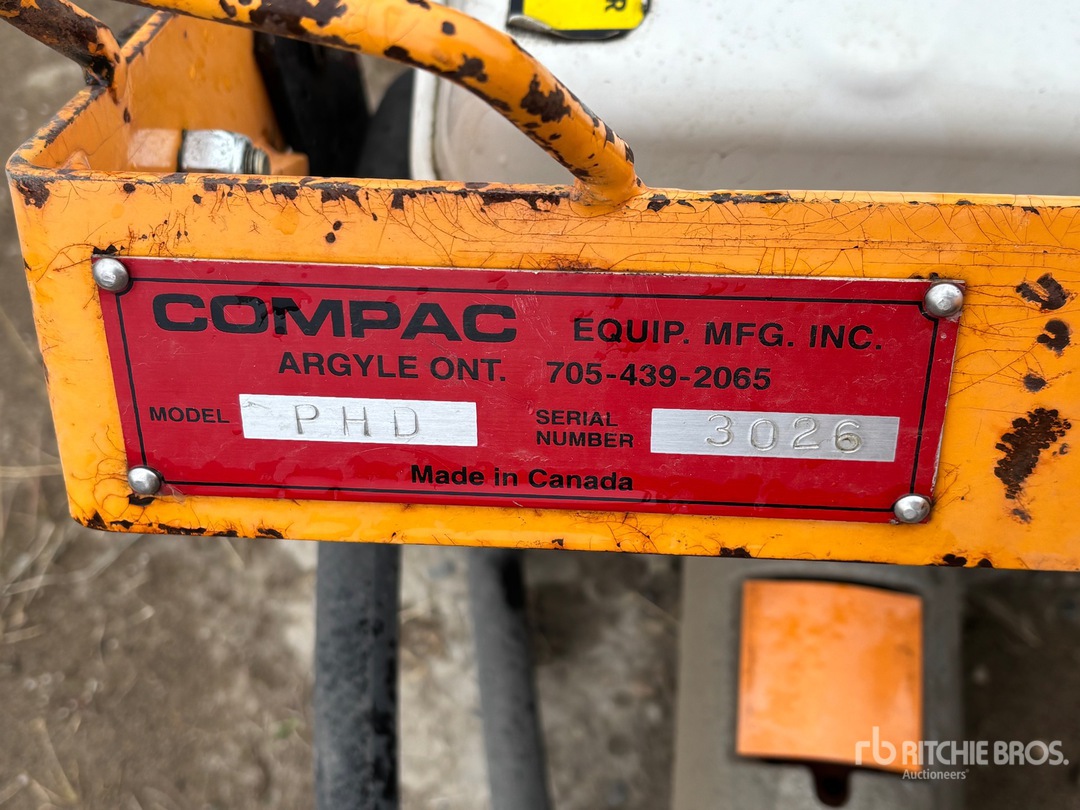 COMPAC EQUIP. MFG. INC.
ARGYLE ONT. 705-439-2065
MODEL PHD SERIAL NUMBER 3026
Made in Canada
rb RITCHIE BROS.
Auctioneers